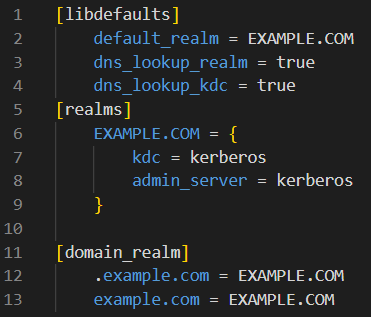 1 [libdefaults]
2 default_realm = EXAMPLE.COM
3 dns_lookup_realm = true
4 dns_lookup_kdc = true
5 [realms]
6 EXAMPLE.COM = {
7 kdc = kerberos
8 admin_server = kerberos
9 }
10
11 [domain_realm]
12 .example.com = EXAMPLE.COM
13 example.com = EXAMPLE.COM